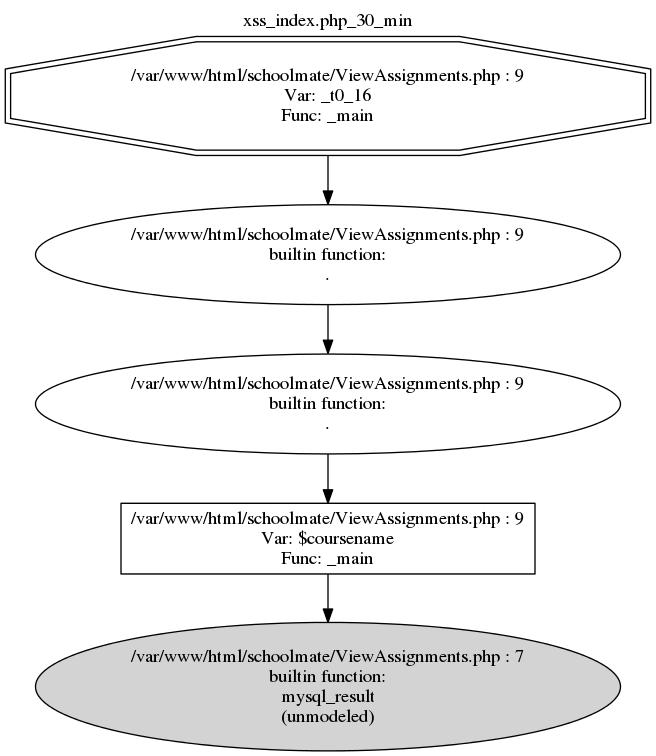 xss_index.php_30_min
/var/www/html/schoolmate/ViewAssignments.php : 9
Var: _t0_16
Func: _main
/var/www/html/schoolmate/ViewAssignments.php : 9
builtin function:
.
/var/www/html/schoolmate/ViewAssignments.php : 9
builtin function:
.
/var/www/html/schoolmate/ViewAssignments.php : 9
Var: $coursename
Func: _main
/var/www/html/schoolmate/ViewAssignments.php : 7
builtin function:
mysql_result
(unmodeled)